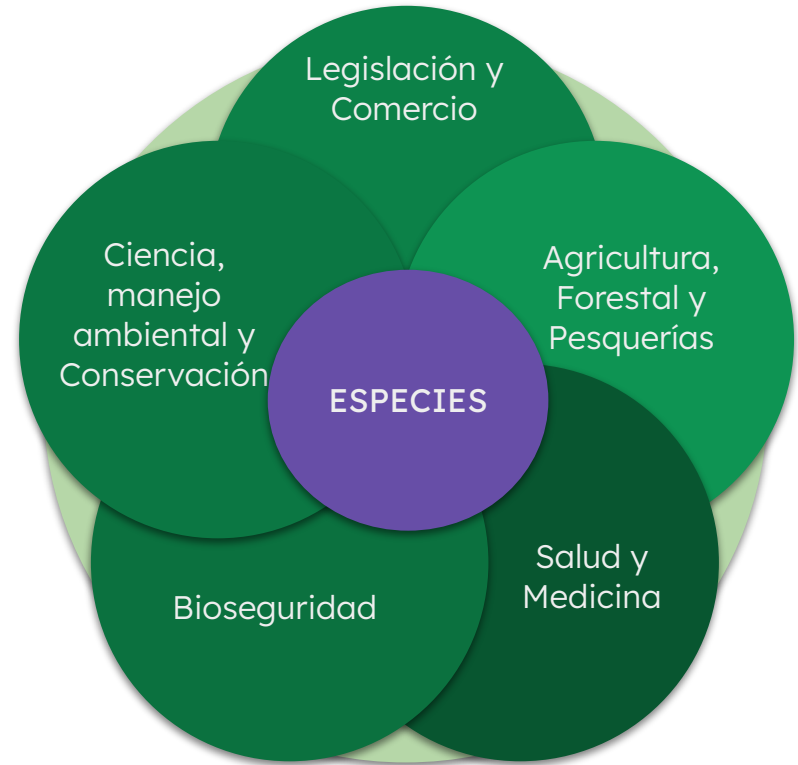 Legislación y
Comercio
Ciencia,
manejo
ambiental y
Conservación
Agricultura,
Forestal y
Pesquerías
ESPECIES
Bioseguridad
Salud y
Medicina